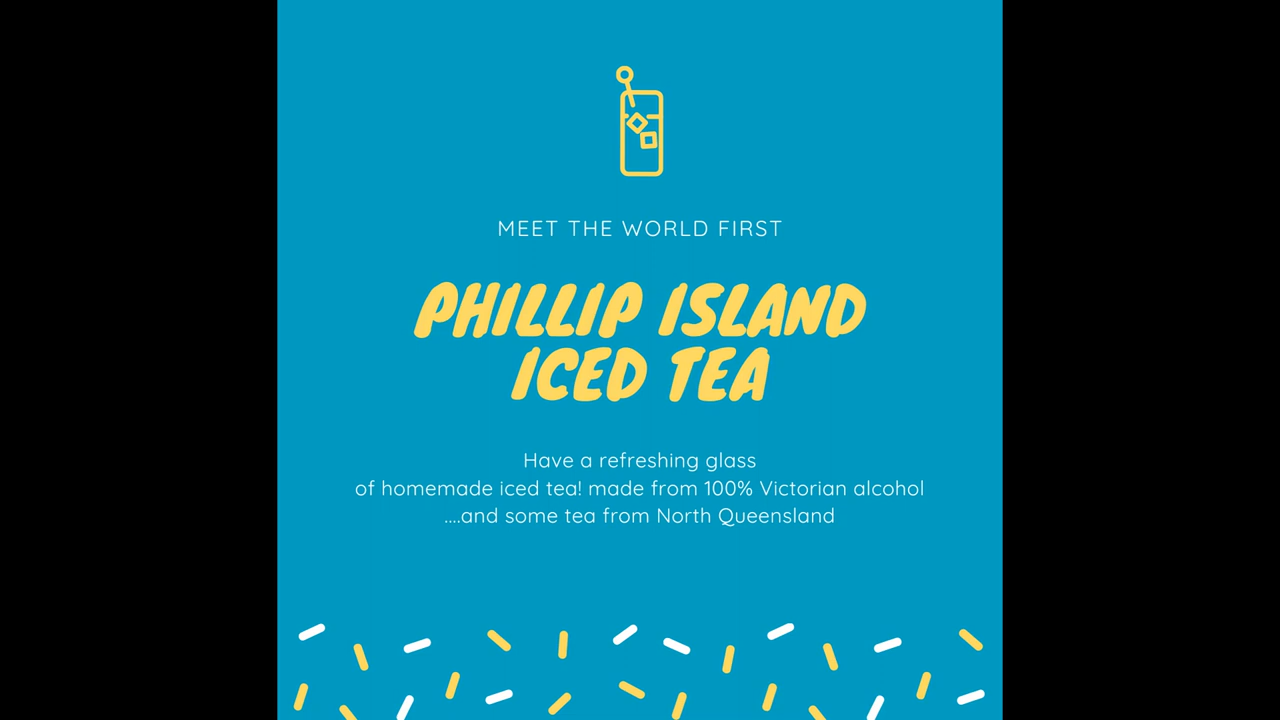 MEET THE WORLD FIRST
PHILLIP ISLAND
ICED TEA
Have a refreshing glass
of homemade iced tea! made from 100% Victorian alcohol
....and some tea from North Queensland